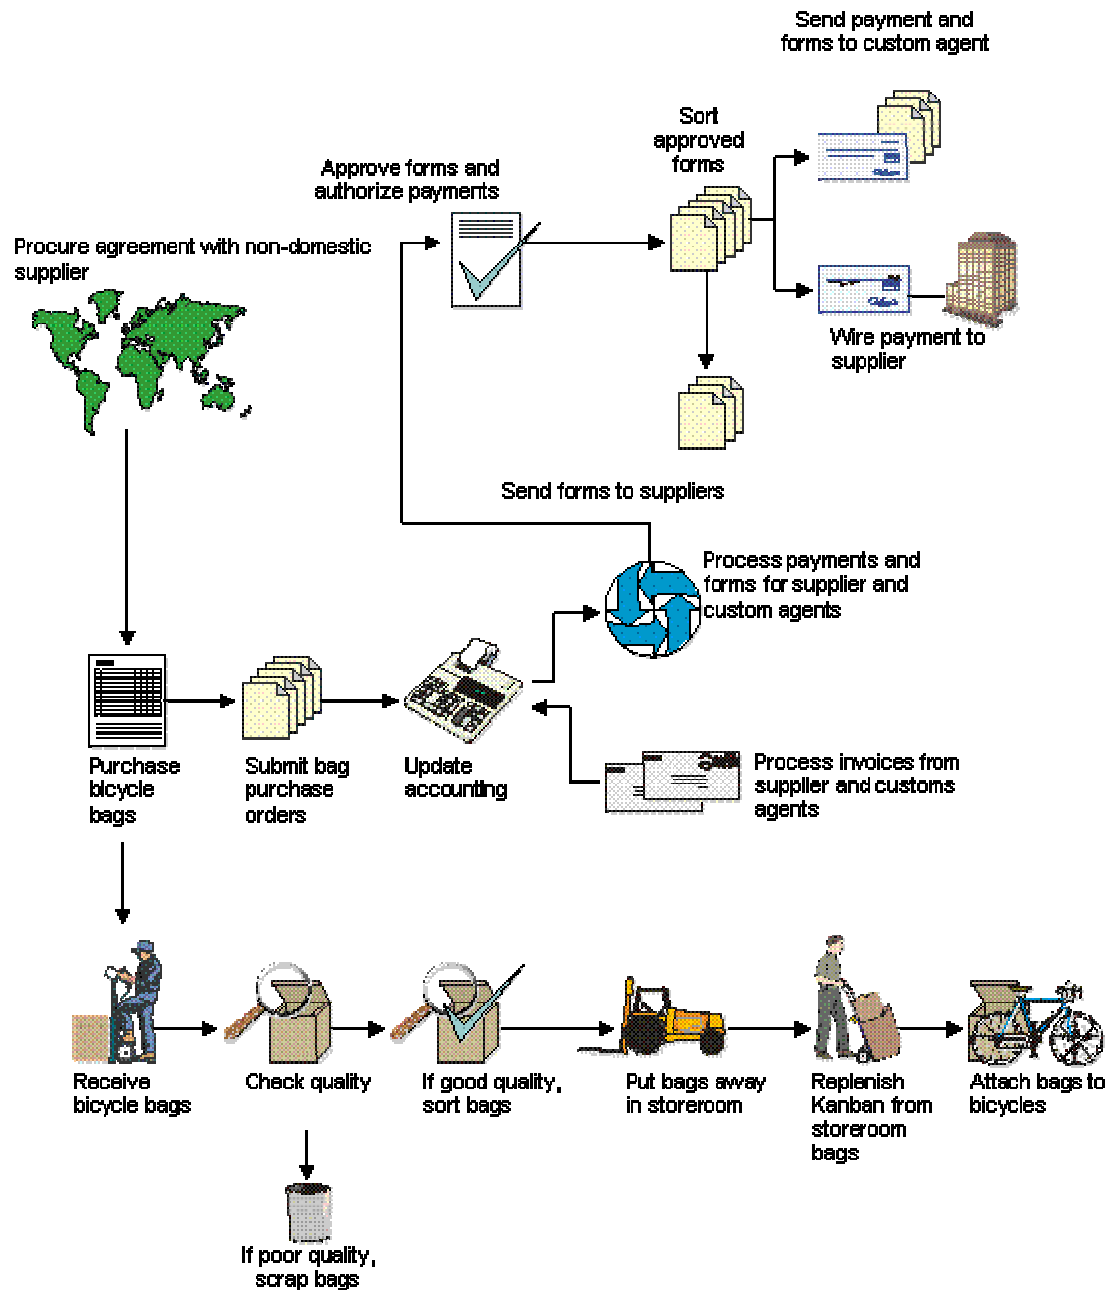 Send payment and
forms to custom agent
Sort
approved
forms
Approve forms and
authorize payments
Procure agreement with non-domestic
supplier
Wire payment to
supplier
Send forms to suppliers
Process payments and
forms for supplier and
custom agents
Purchase
bicycle
bags
Submit bag
purchase
orders
Update
accounting
Process invoices from
supplier and customs
agents
Receive
bicycle bags
Check quality
If good quality,
sort bags
Put bags away
in storeroom
Replenish
Kanban from
storeroom
bags
Attach bags to
bicycles
If poor quality,
scrap bags